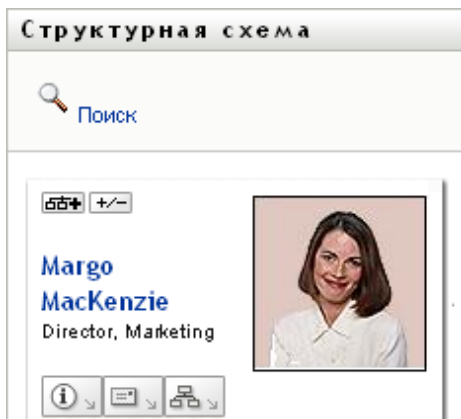 Структурная схема
Поиск
+/-
Margo
MacKenzie
Director, Marketing